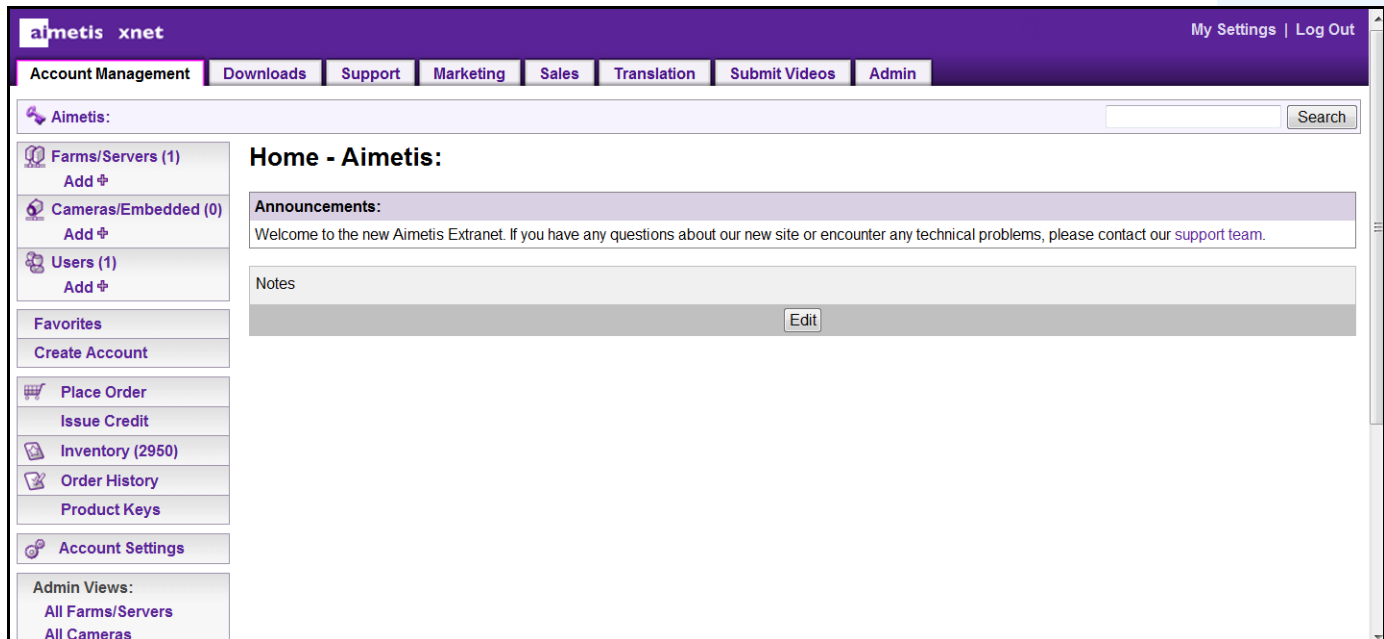 aimetis xnet
My Settings | Log Out
Account Management Downloads Support Marketing Sales Translation Submit Videos Admin
Aimetis:
Search
Farms/Servers (1)
Add
Cameras/Embedded (0)
Add
Users (1)
Add
Favorites
Create Account
Place Order
Issue Credit
Inventory (2950)
Order History
Product Keys
Account Settings
Admin Views:
All Farms/Servers
All Cameras
Home - Aimetis:
Announcements:
Welcome to the new Aimetis Extranet. If you have any questions about our new site or encounter any technical problems, please contact our support team.
Notes
Edit